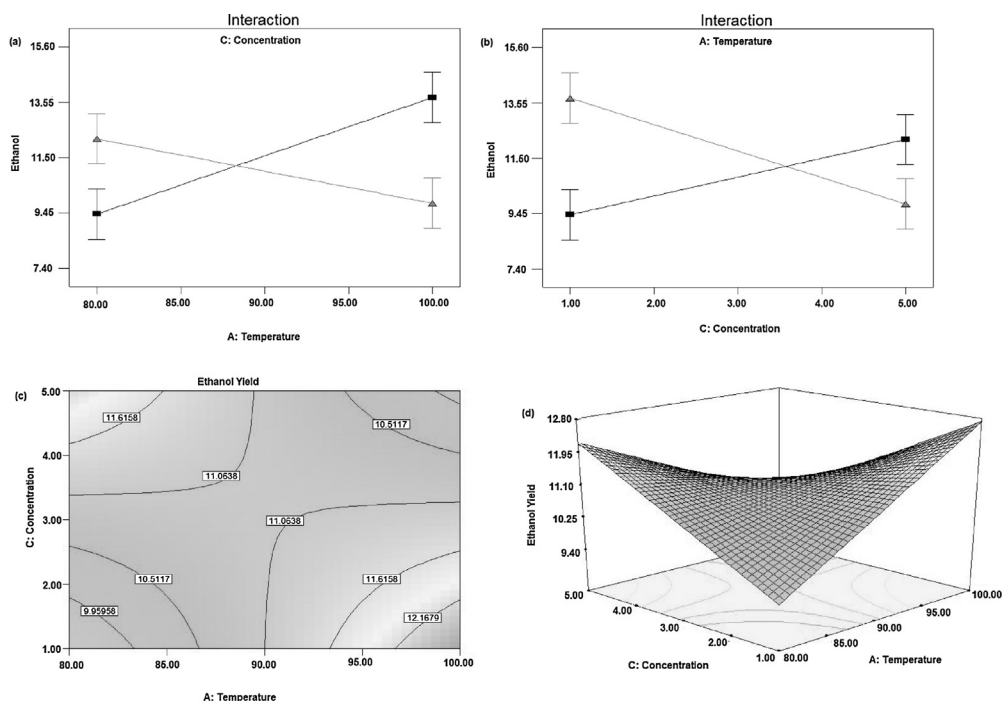 Interaction
(a)
C: Concentration
15.60
13.55
11.50
9.45
7.40
Ethanol
80.00 85.00 90.00 95.00 100.00
A: Temperature
Interaction
(b)
A: Temperature
15.60
13.55
11.60
9.45
7.40
Ethanol
1.00 2.00 3.00 4.00 5.00
C: Concentration
(c)
Ethanol Yield
5.00
4.00
3.00
2.00
1.00
C: Concentration
11.6158
10.5117
11.0638
11.0638
10.5117
11.6158
9.95958
12.1679
80.00 85.00 90.00 95.00 100.00
A: Temperature
(d)
12.80
11.95
11.10
10.25
9.40
Ethanol Yield
5.00 4.00 3.00 2.00 1.00
C: Concentration
80.00 85.00 90.00 95.00 100.00
A: Temperature